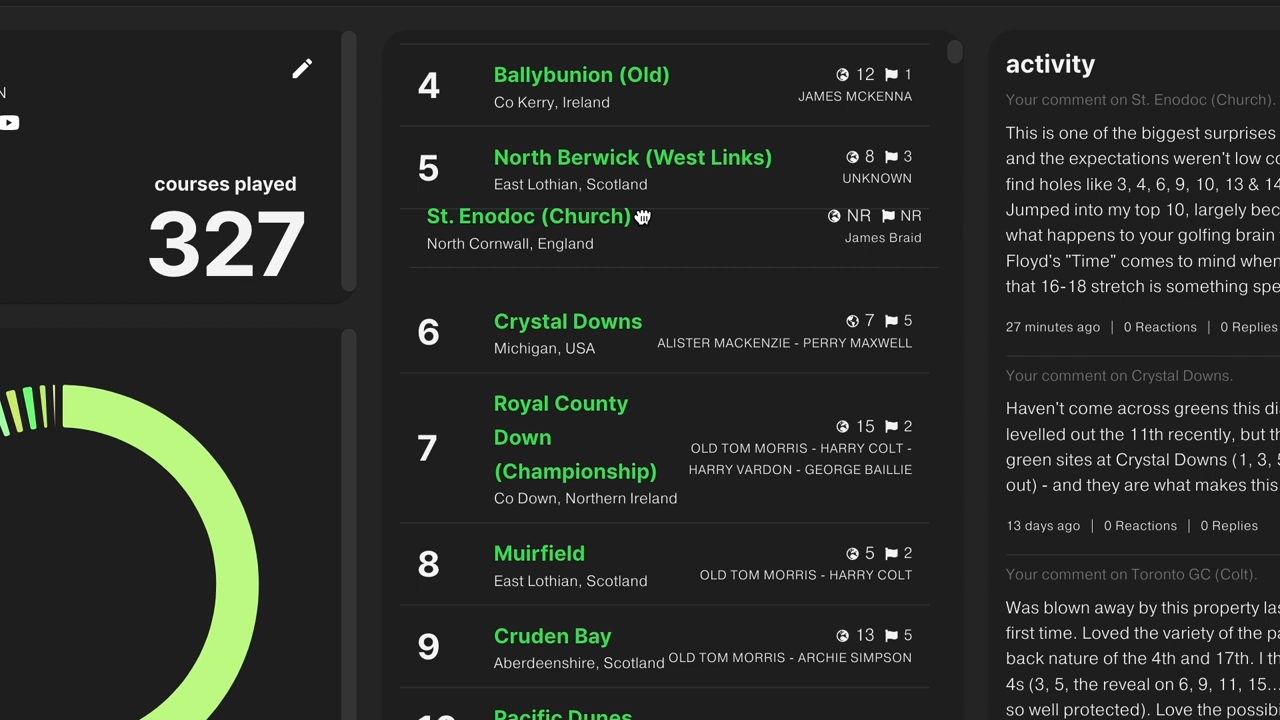 N
courses played
327
4
Ballybunion (Old)
Co Kerry, Ireland
12 1
JAMES MCKENNA
5
North Berwick (West Links)
East Lothian, Scotland
8 3
UNKNOWN
St. Enodoc (Church)
North Cornwall, England
NR NR
James Braid
6
Crystal Downs
Michigan, USA
7 5
ALISTER MACKENZIE - PERRY MAXWELL
7
Royal County
Down
(Championship)
Co Down, Northern Ireland
15 2
OLD TOM MORRIS - HARRY COLT -
HARRY VARDON - GEORGE BAILLIE
8
Muirfield
East Lothian, Scotland
5 2
OLD TOM MORRIS - HARRY COLT
9
Cruden Bay
Aberdeenshire, Scotland
13 5
OLD TOM MORRIS - ARCHIE SIMPSON
Pacific Dunes
activity
Your comment on St. Enodoc (Church).
This is one of the biggest surprises
and the expectations weren't low
find holes like 3, 4, 6, 9, 10, 13 &
Jumped into my top 10, largely
what happens to your golfing brain
Floyd's "Time" comes to mind
that 16-18 stretch is something
27 minutes ago | 0 Reactions | 0 Replies
Your comment on Crystal Downs.
Haven't come across greens this
levelled out the 11th recently, but
green sites at Crystal Downs (1, 3,
out) - and they are what makes this
13 days ago | 0 Reactions | 0 Replies
Your comment on Toronto GC (Colt).
Was blown away by this property
first time. Loved the variety of the
back nature of the 4th and 17th. I
4s (3, 5, the reveal on 6, 9, 11, 15...
so well protected). Love the